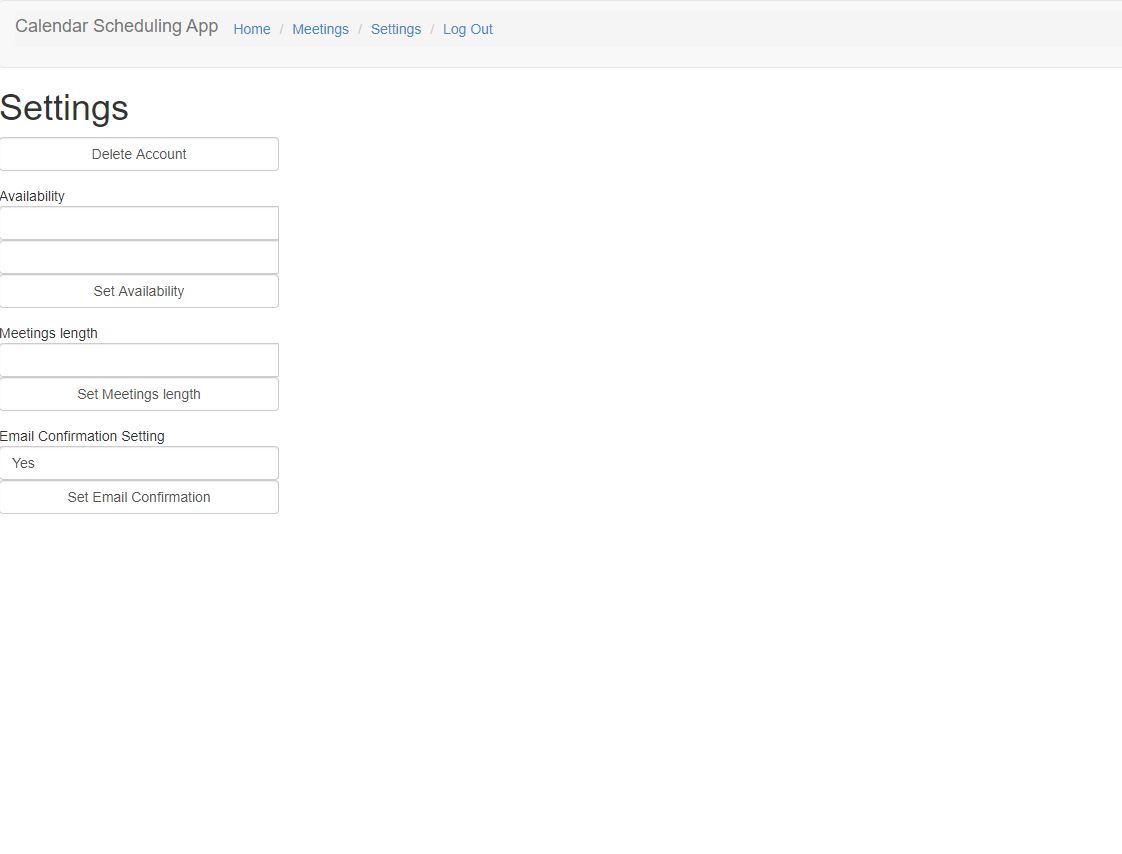 Calendar Scheduling App Home / Meetings / Settings / Log Out
Settings
Delete Account
Availability
Set Availability
Meetings length
Set Meetings length
Email Confirmation Setting
Yes
Set Email Confirmation